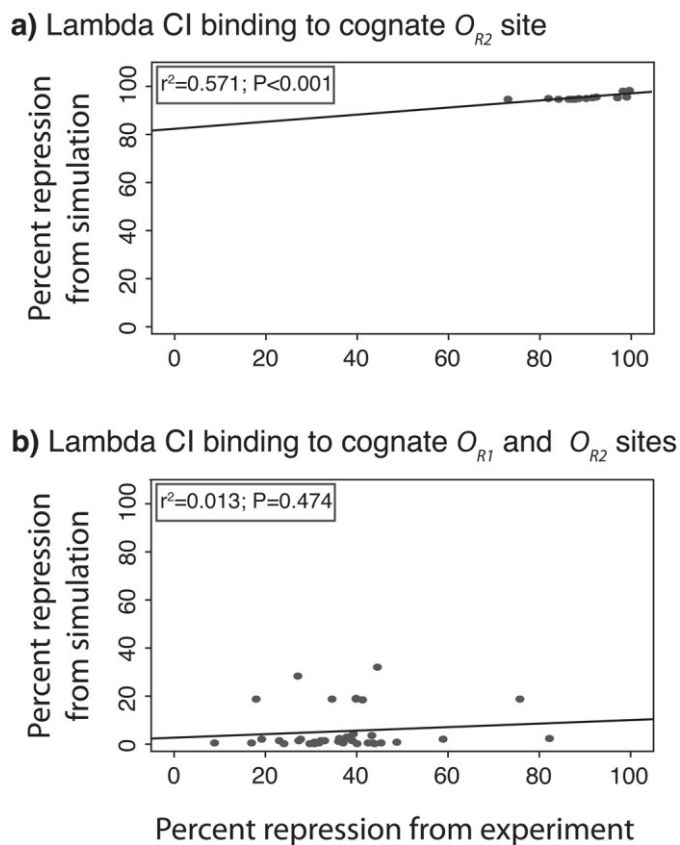 a) Lambda CI binding to cognate O_R2 site
r²=0.571; P<0.001
Percent repression
from simulation
100
80
60
40
20
0
0 20 40 60 80 100
b) Lambda CI binding to cognate O_R1 and O_R2 sites
r²=0.013; P=0.474
Percent repression
from simulation
100
80
60
40
20
0
0 20 40 60 80 100
Percent repression from experiment